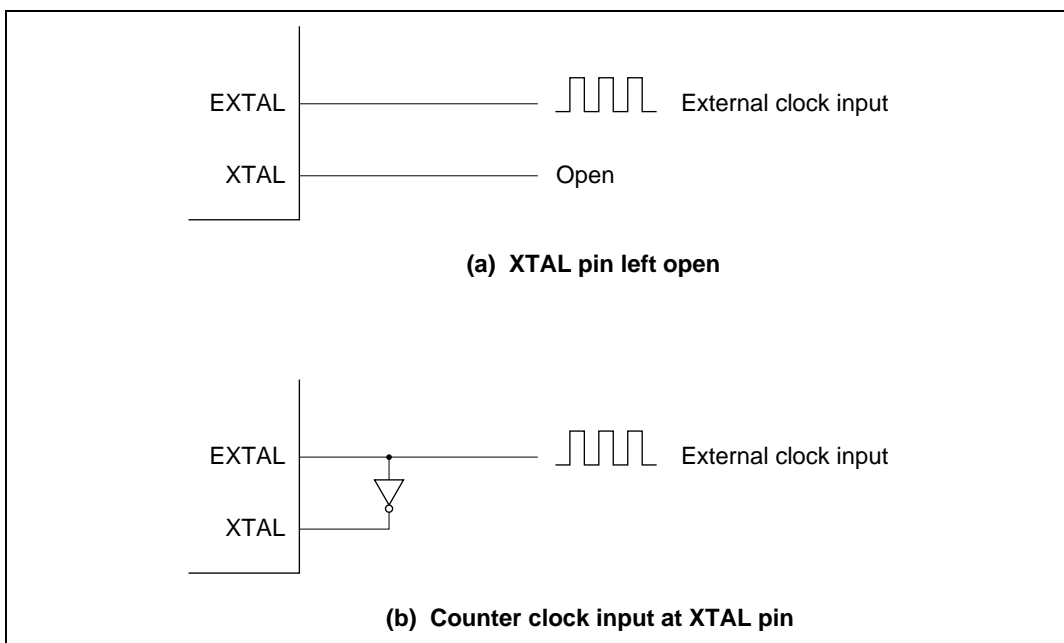 EXTAL External clock input
XTAL Open
(a) XTAL pin left open
EXTAL External clock input
XTAL
(b) Counter clock input at XTAL pin